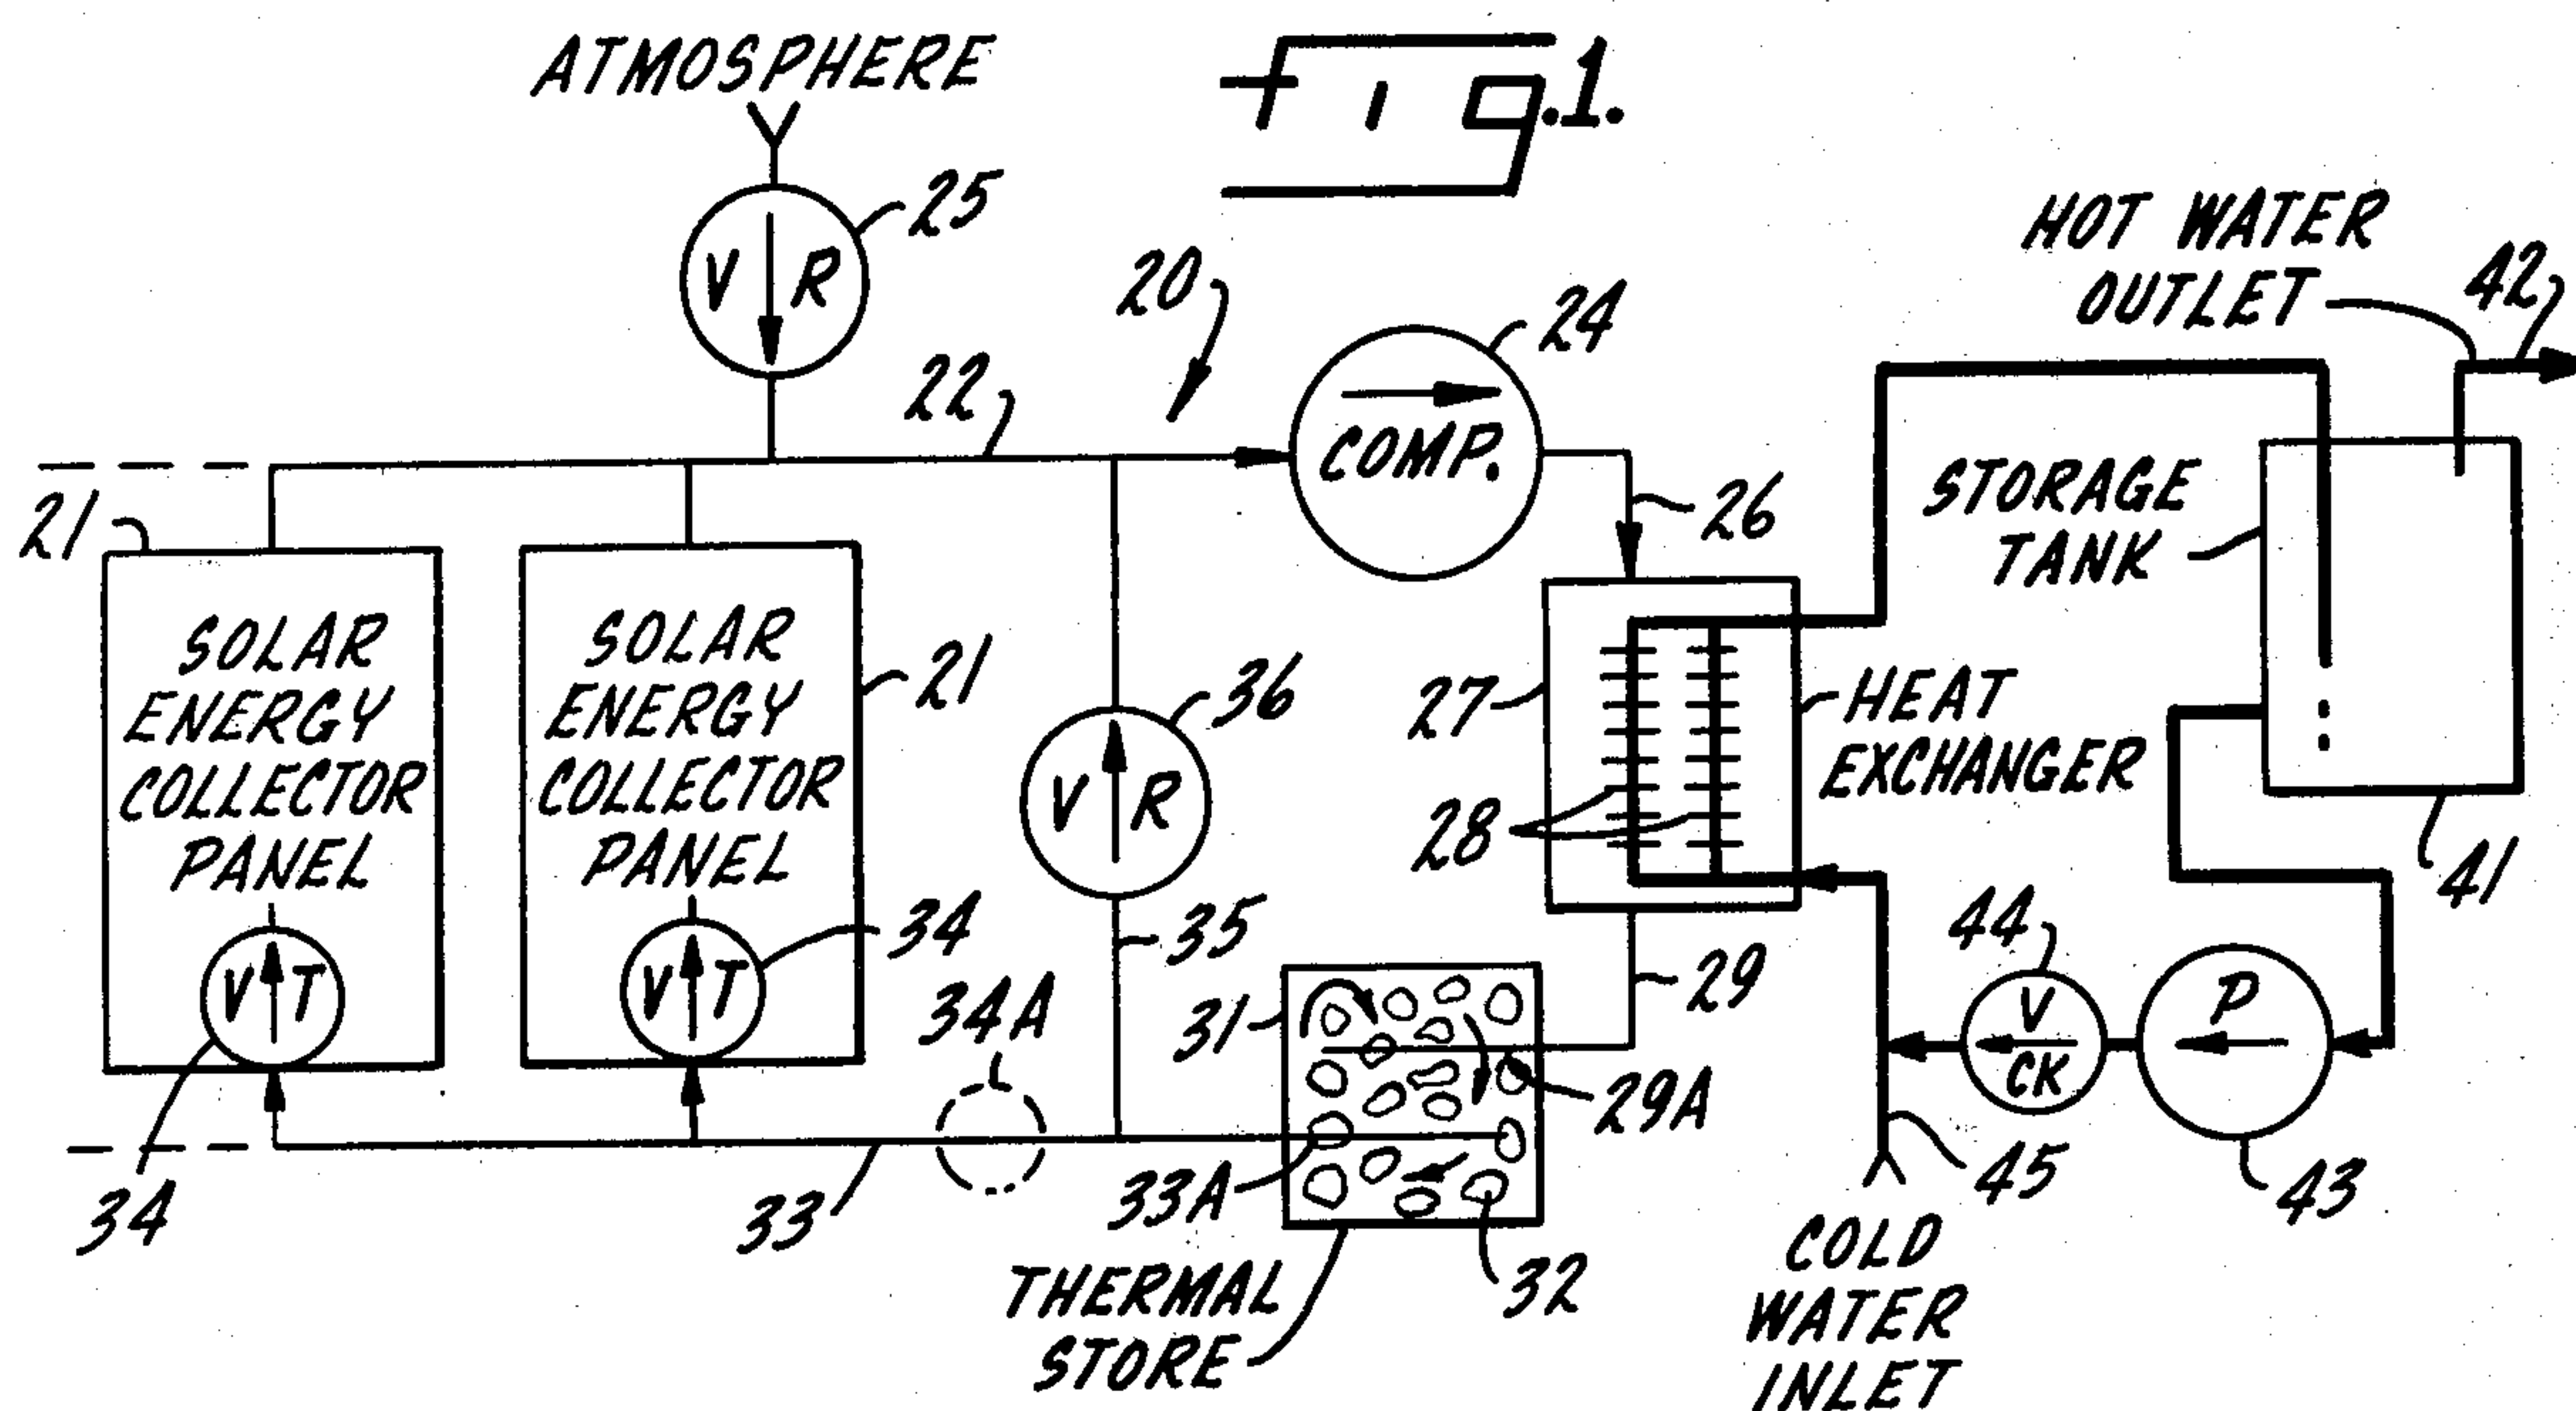 ATMOSPHERE
Fig.1.
25
V R
HOT WATER
OUTLET
42
20
24
22
COMP.
26
STORAGE
TANK
21
SOLAR
ENERGY
COLLECTOR
PANEL
SOLAR
ENERGY
COLLECTOR
PANEL
21
36
V R
27
HEAT
EXCHANGER
28
41
34
V T
V T
35
34A
31
29
44
V
CK
P
29A
33A
45
43
34
33
32
THERMAL
STORE
COLD
WATER
INLET